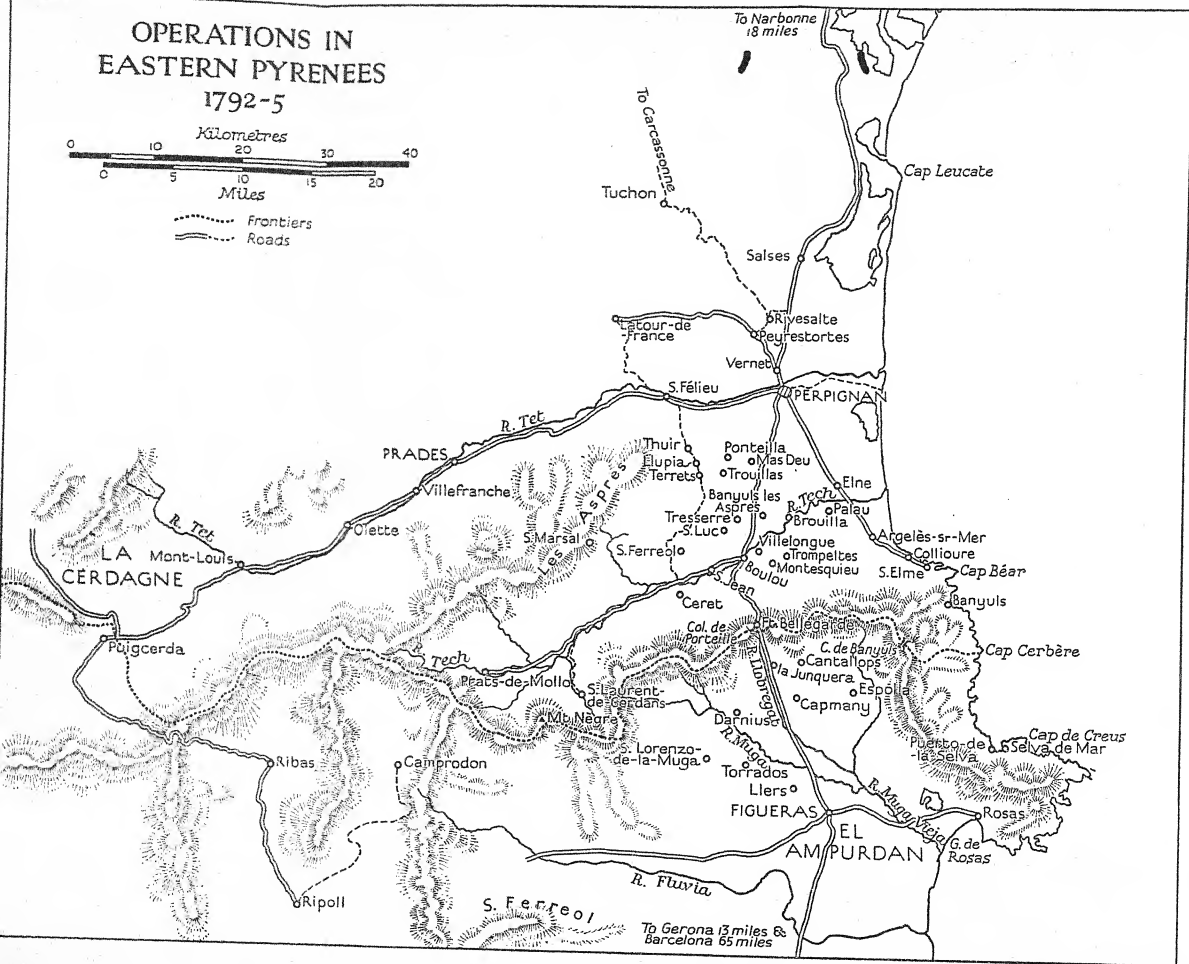 OPERATIONS IN
EASTERN PYRENEES
1792-5
Kilometres
0 10 20 30 40
0 5 10 15 20
Miles
Frontiers
Roads
To Narbonne
18 miles
To Carcassonne
Tuchon
Cap Leucate
Salses
Rivesalte
Latour-de-
-France
Peyrestortes
Vernet
S. Félieu
PERPIGNAN
R. Tet
PRADES
Thuir
Ponteilla
Mas Deu
Llupia
Terrets
Trouillas
Villefranche
Elne
Banyuls les
Aspres
R. Tech
Palau
Brouilla
Tresserre
S. Luc
R. Tet
Olette
Les Aspres
S. Marsal
S. Ferreol
Villelongue
Trompettes
Montesquieu
Argelès-sr-Mer
Collioure
S. Elme
Cap Béar
LA
CERDAGNE
Mont-Louis
Boulou
S. Jean
Banyuls
Ceret
Puigcerda
Col. de
Porteille
Ft. Bellegarde
C. de Banyuls
Cap Cerbère
Tech
Prats-de-Mollo
R. Llobregat
la Junquera
Cantallops
Espolla
Capmany
S. Laurent-
de-Cerdans
Mt. Nègre
Darnius
R. Muga
Cap de Creus
Puerto-de-
-la-Selva
Selva de Mar
S. Lorenzo-
de-la-Muga
Ribas
Camprodon
Torrados
Llers
FIGUERAS
R. Muga Vieja
Rosas
G. de
Rosas
EL
AMPURDAN
R. Fluvia
Ripoll
S. Ferreol
To Gerona 13 miles &
Barcelona 65 miles